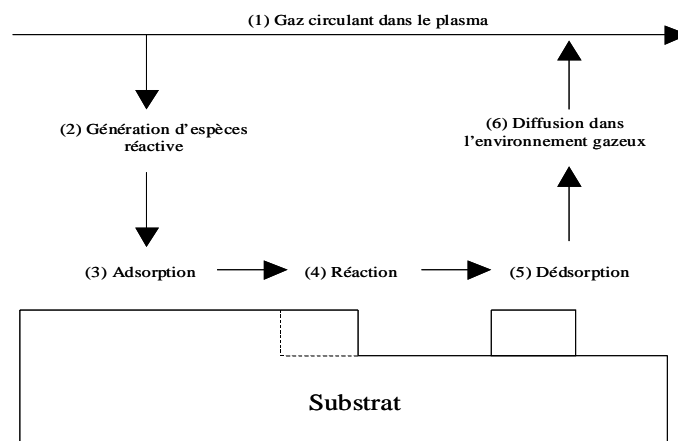 (1) Gaz circulant dans le plasma
(2) Génération d'espèces
réactive
(6) Diffusion dans
l'environnement gazeux
(3) Adsorption
(4) Réaction
(5) Dédsorption
Substrat